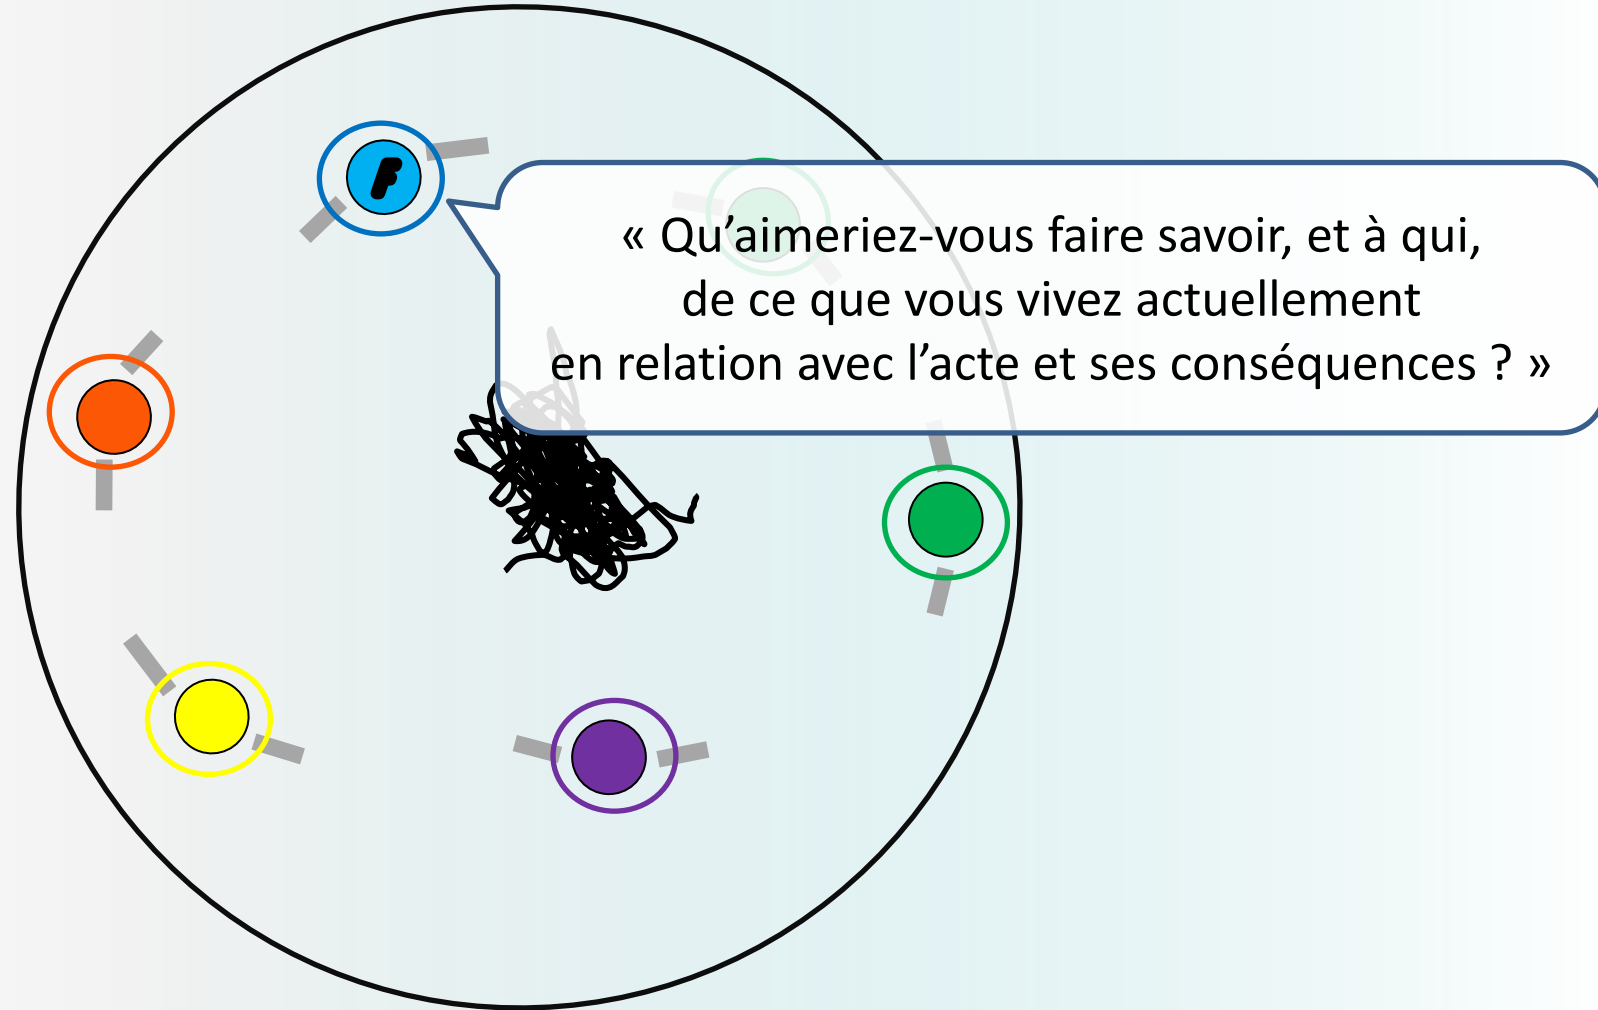 F
« Qu’aimeriez-vous faire savoir, et à qui,
de ce que vous vivez actuellement
en relation avec l’acte et ses conséquences ? »